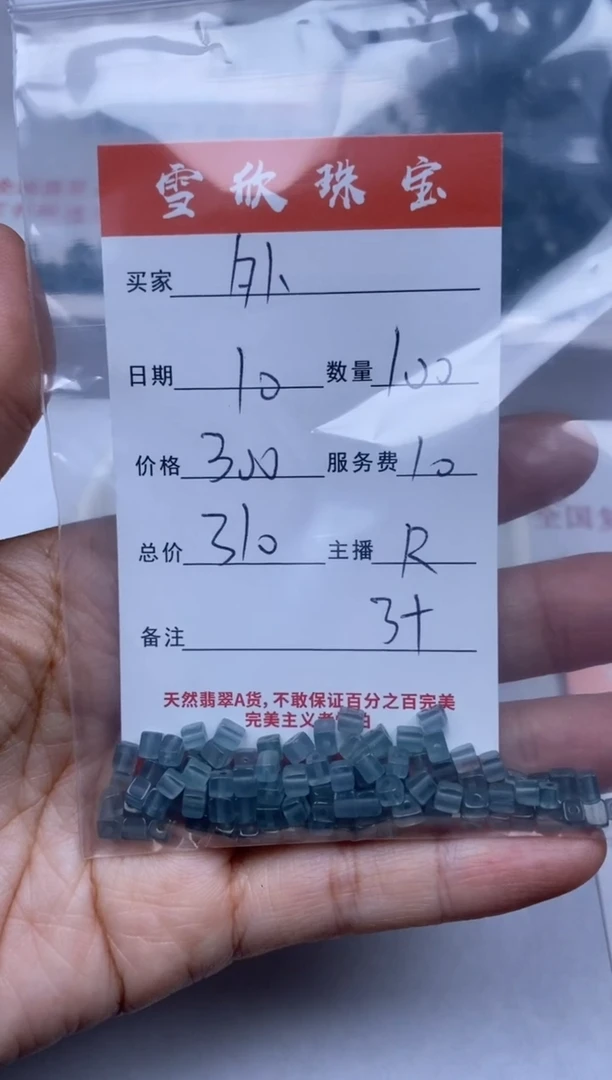 雪欣珠宝
买家
日期 10 数量 100
价格 300 服务费 10
总价 310 主播 R
备注 3十
天然翡翠A货,不敢保证百分之百完美
完美主义者